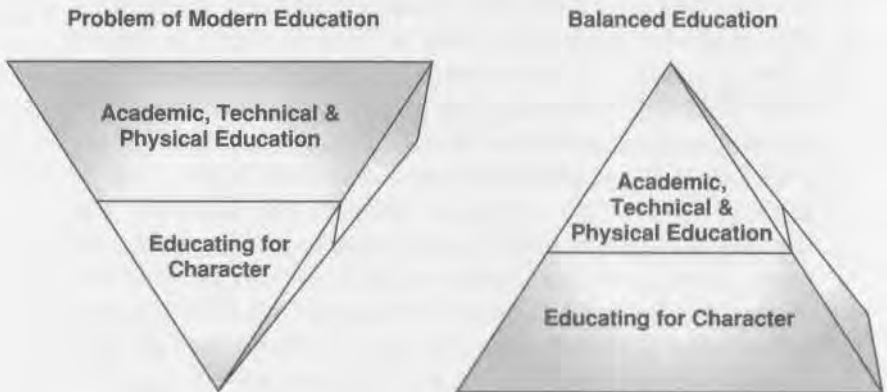 Problem of Modern Education
Academic, Technical &
Physical Education
Educating for
Character
Balanced Education
Academic,
Technical &
Physical Education
Educating for Character